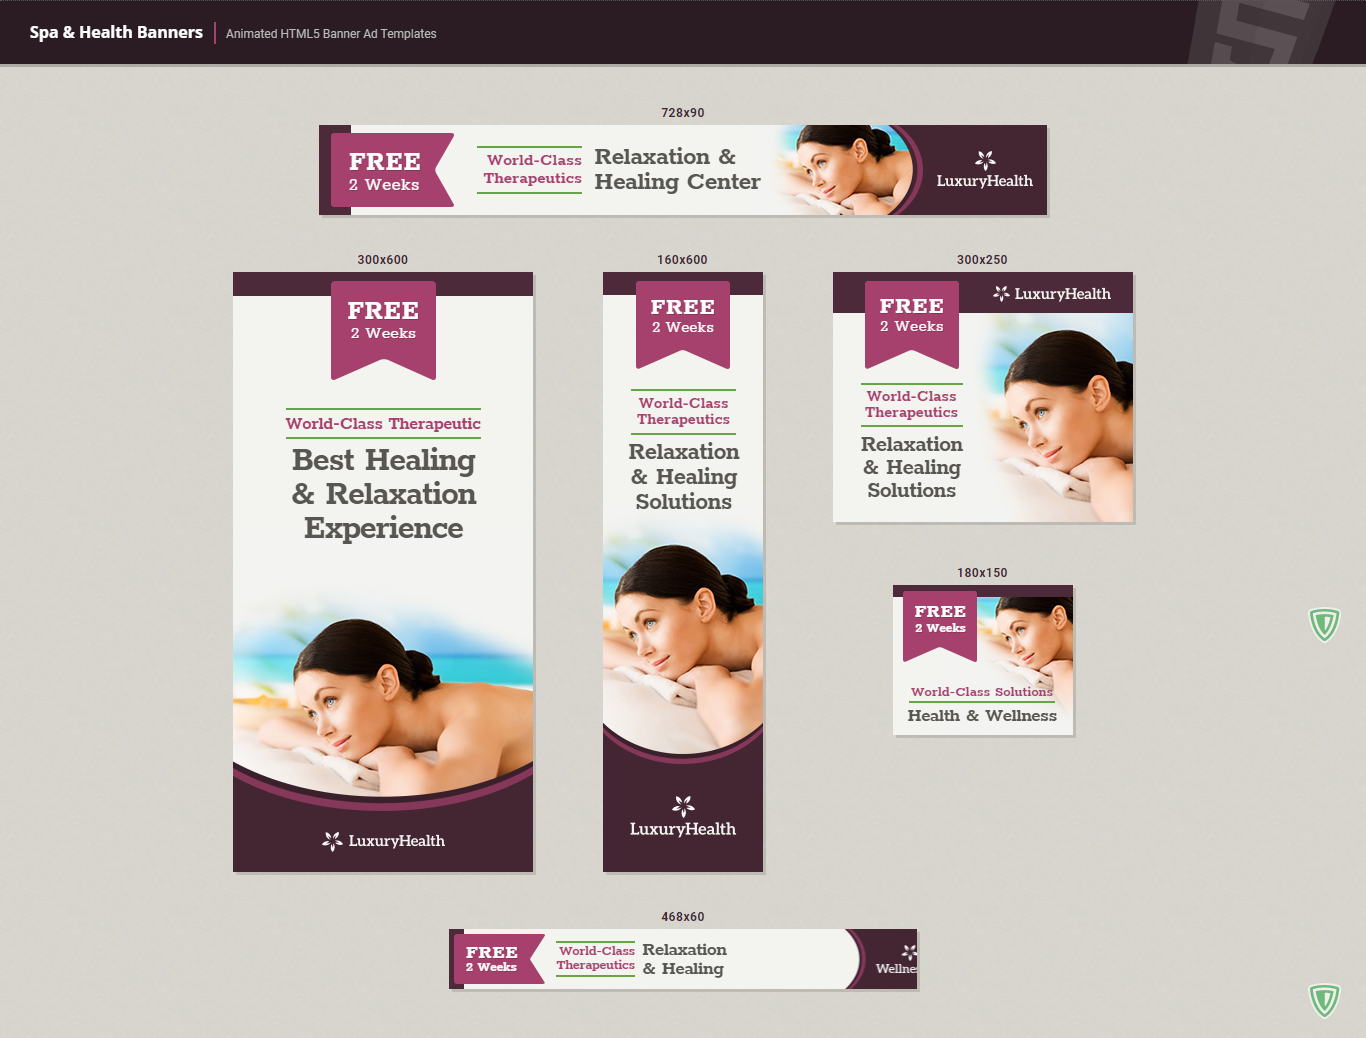 Spa & Health Banners
Animated HTML5 Banner Ad Templates
728x90
FREE
2 Weeks
World-Class
Therapeutics
Relaxation &
Healing Center
LuxuryHealth
300x600
FREE
2 Weeks
World-Class Therapeutic
Best Healing
& Relaxation
Experience
LuxuryHealth
160x600
FREE
2 Weeks
World-Class
Therapeutics
Relaxation
& Healing
Solutions
LuxuryHealth
300x250
FREE
2 Weeks
LuxuryHealth
World-Class
Therapeutics
Relaxation
& Healing
Solutions
180x150
FREE
2 Weeks
World-Class Solutions
Health & Wellness
468x60
FREE
2 Weeks
World-Class
Therapeutics
Relaxation
& Healing
Wellne